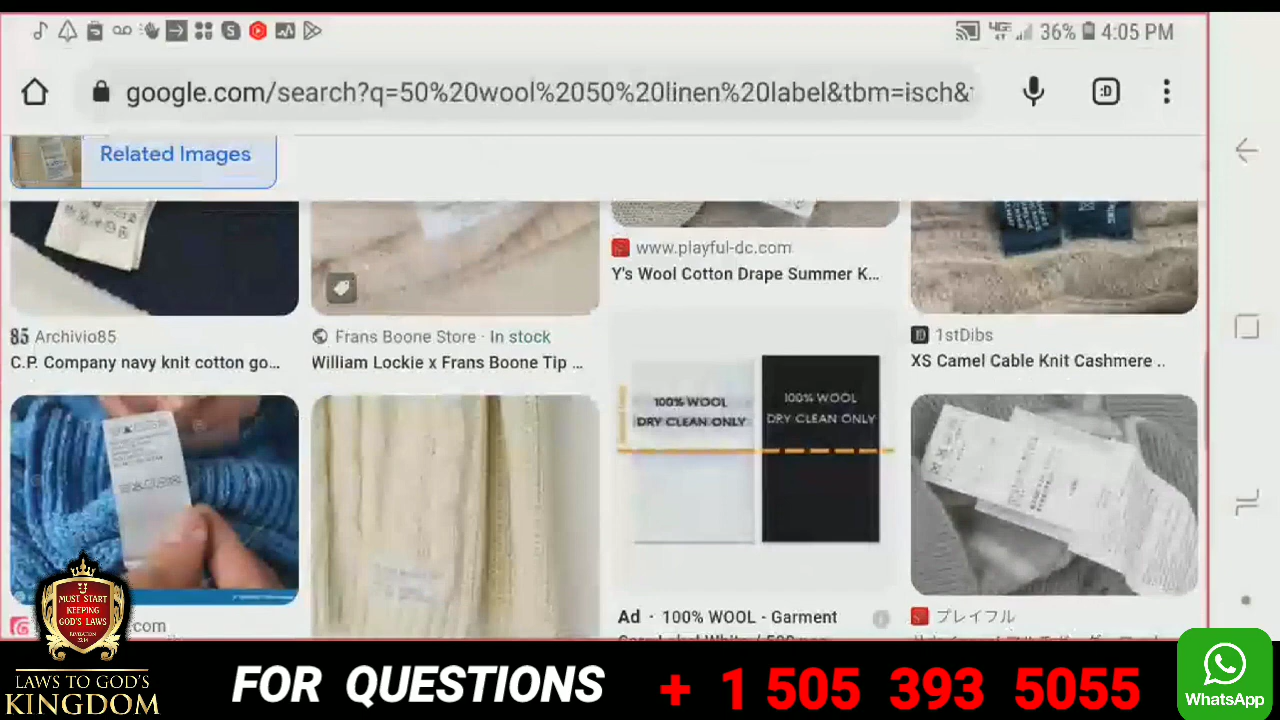 36% 4:05 PM
google.com/search?q=50%20wool%2050%20linen%20label&tbm=isch&
:D
Related Images
www.playful-dc.com
Y's Wool Cotton Drape Summer K...
85 Archivio85
C.P. Company navy knit cotton go...
Frans Boone Store · In stock
William Lockie x Frans Boone Tip ...
1stDibs
XS Camel Cable Knit Cashmere ..
100% WOOL
DRY CLEAN ONLY
100% WOOL
DRY CLEAN ONLY
Ad · 100% WOOL - Garment
プレイフル
.com
I MUST START
KEEPING
GOD'S LAWS
REVELATION
22:14
LAWS TO GOD'S
KINGDOM
FOR QUESTIONS + 1 505 393 5055
WhatsApp